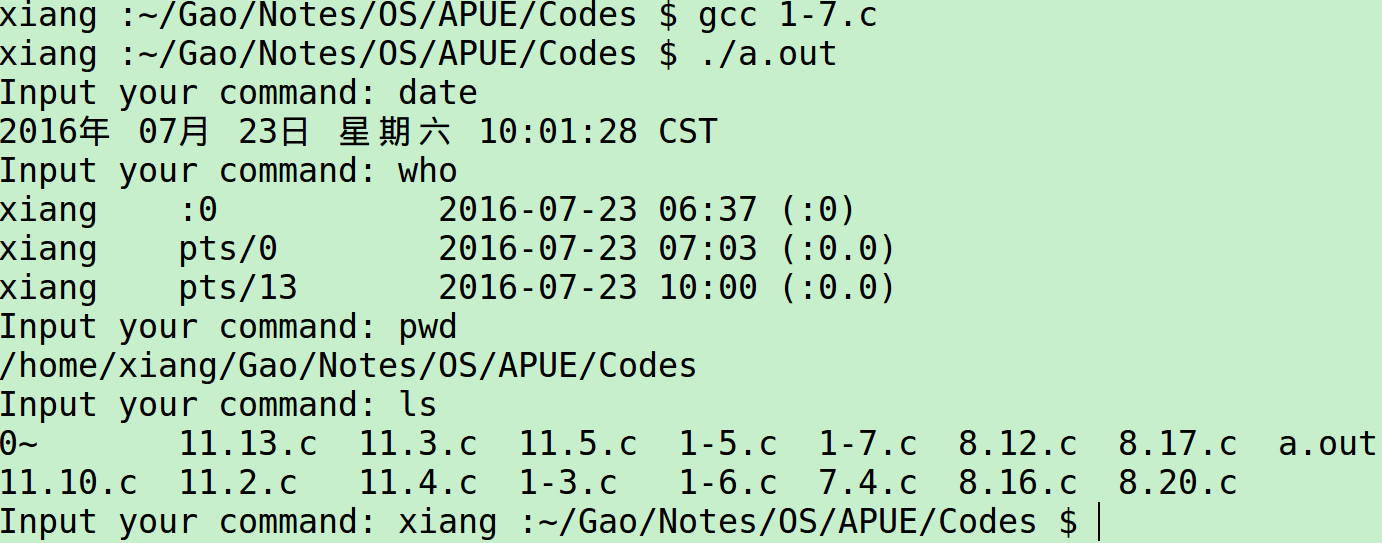 xiang :~/Gao/Notes/OS/APUE/Codes $ gcc 1-7.c
xiang :~/Gao/Notes/OS/APUE/Codes $ ./a.out
Input your command: date
2016年 07月 23日 星期六 10:01:28 CST
Input your command: who
xiang    :0           2016-07-23 06:37 (:0)
xiang    pts/0        2016-07-23 07:03 (:0.0)
xiang    pts/13       2016-07-23 10:00 (:0.0)
Input your command: pwd
/home/xiang/Gao/Notes/OS/APUE/Codes
Input your command: ls
0~       11.13.c  11.3.c  11.5.c  1-5.c  1-7.c  8.12.c  8.17.c  a.out
11.10.c  11.2.c   11.4.c  1-3.c   1-6.c  7.4.c  8.16.c  8.20.c
Input your command: xiang :~/Gao/Notes/OS/APUE/Codes $